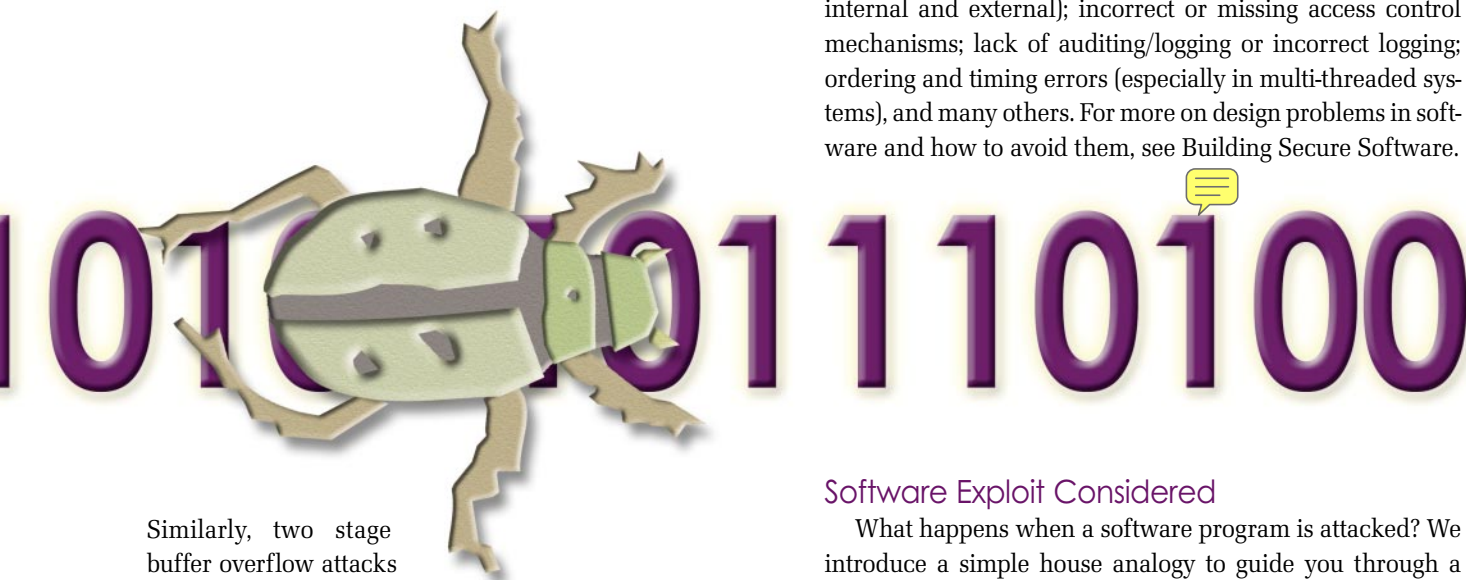 internal and external); incorrect or missing access control
mechanisms; lack of auditing/logging or incorrect logging;
ordering and timing errors (especially in multi-threaded sys-
tems), and many others. For more on design problems in soft-
ware and how to avoid them, see Building Secure Software.
1010 01110100
Similarly, two stage
buffer overflow attacks
Software Exploit Considered
What happens when a software program is attacked? We
introduce a simple house analogy to guide you through a